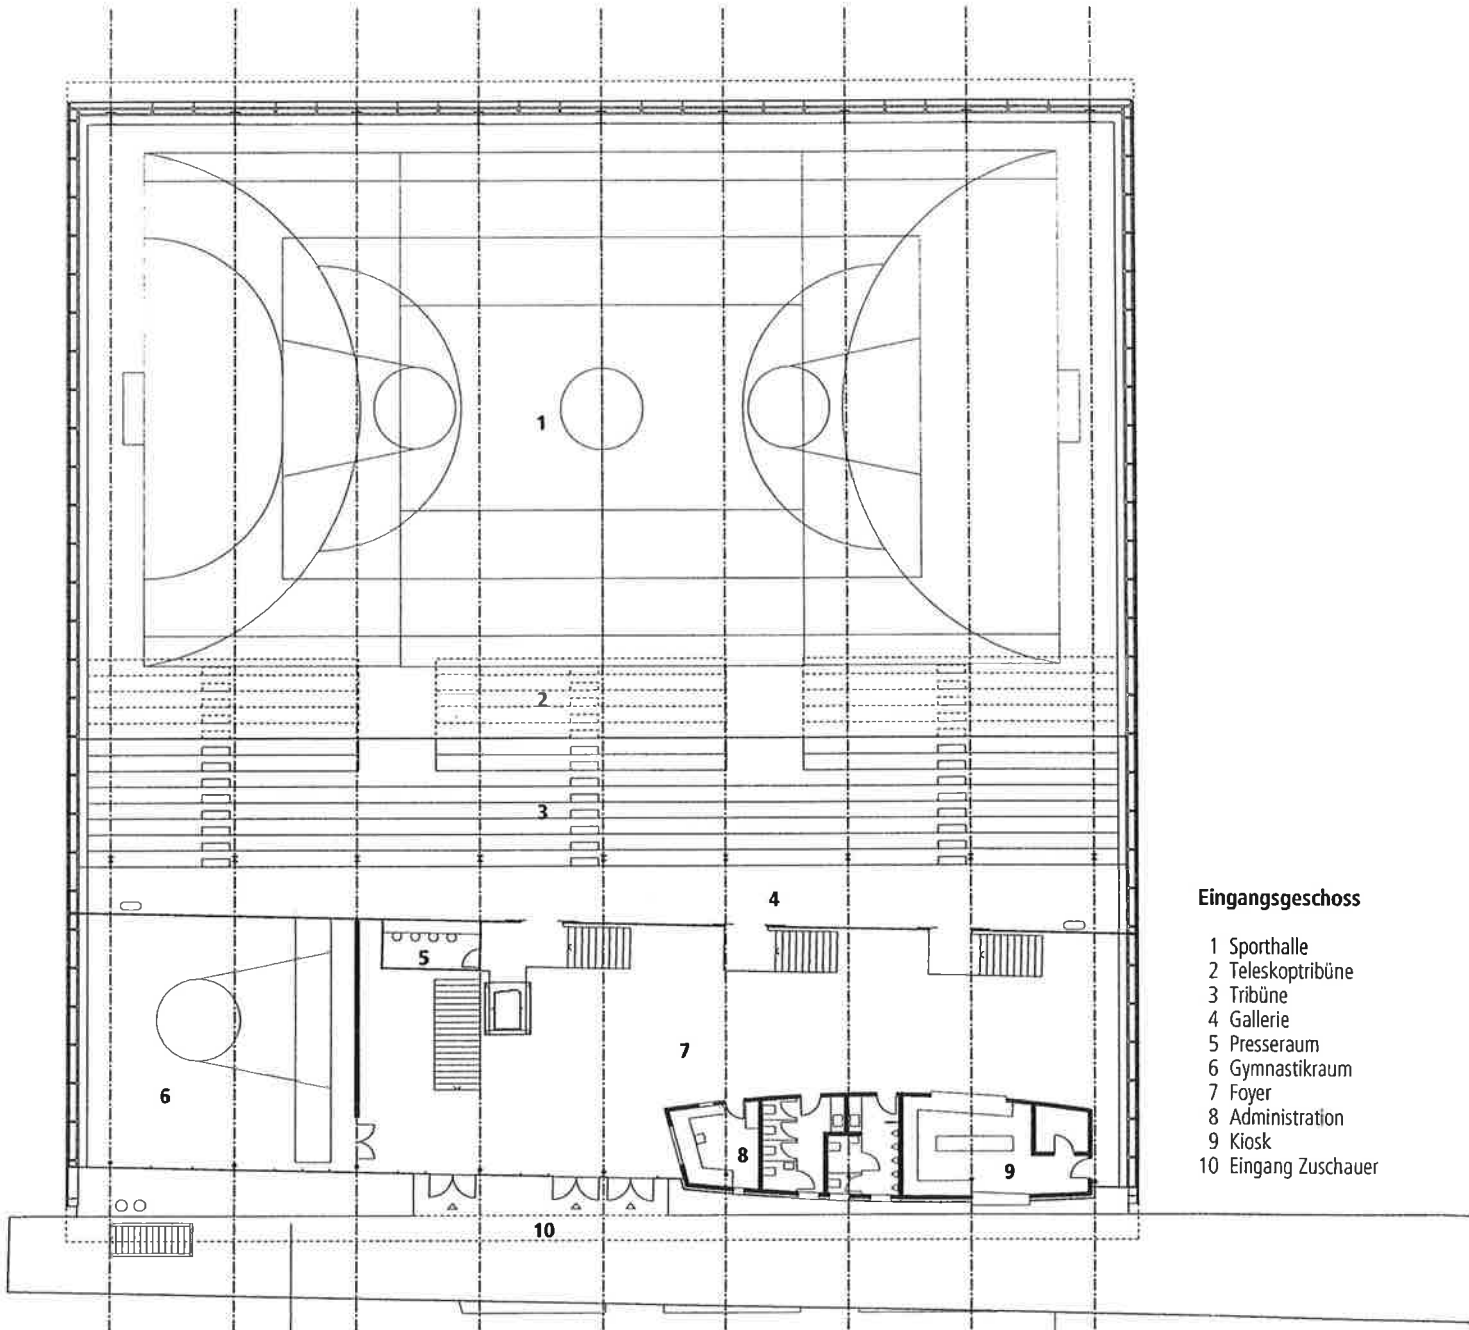 1
2
3
4
5
6
7
8
9
10
Eingangsgeschoss
1 Sporthalle
2 Teleskoptribüne
3 Tribüne
4 Gallerie
5 Presseraum
6 Gymnastikraum
7 Foyer
8 Administration
9 Kiosk
10 Eingang Zuschauer